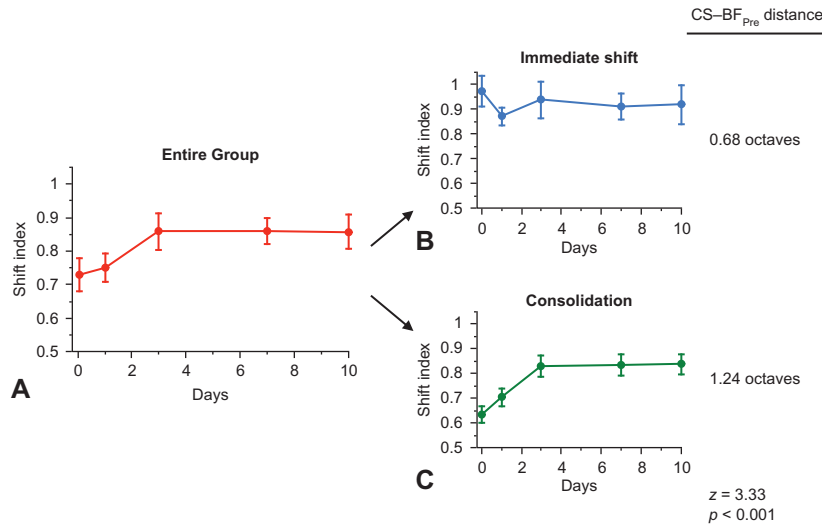 CS–BFPre distance
Immediate shift
1
0.9
0.8
0.7
0.6
0.5
Shift index
0 2 4 6 8 10
Days
B
0.68 octaves
Entire Group
1
0.9
0.8
0.7
0.6
0.5
Shift index
0 2 4 6 8 10
Days
A
Consolidation
1
0.9
0.8
0.7
0.6
0.5
Shift index
0 2 4 6 8 10
Days
C
1.24 octaves
z = 3.33
p < 0.001